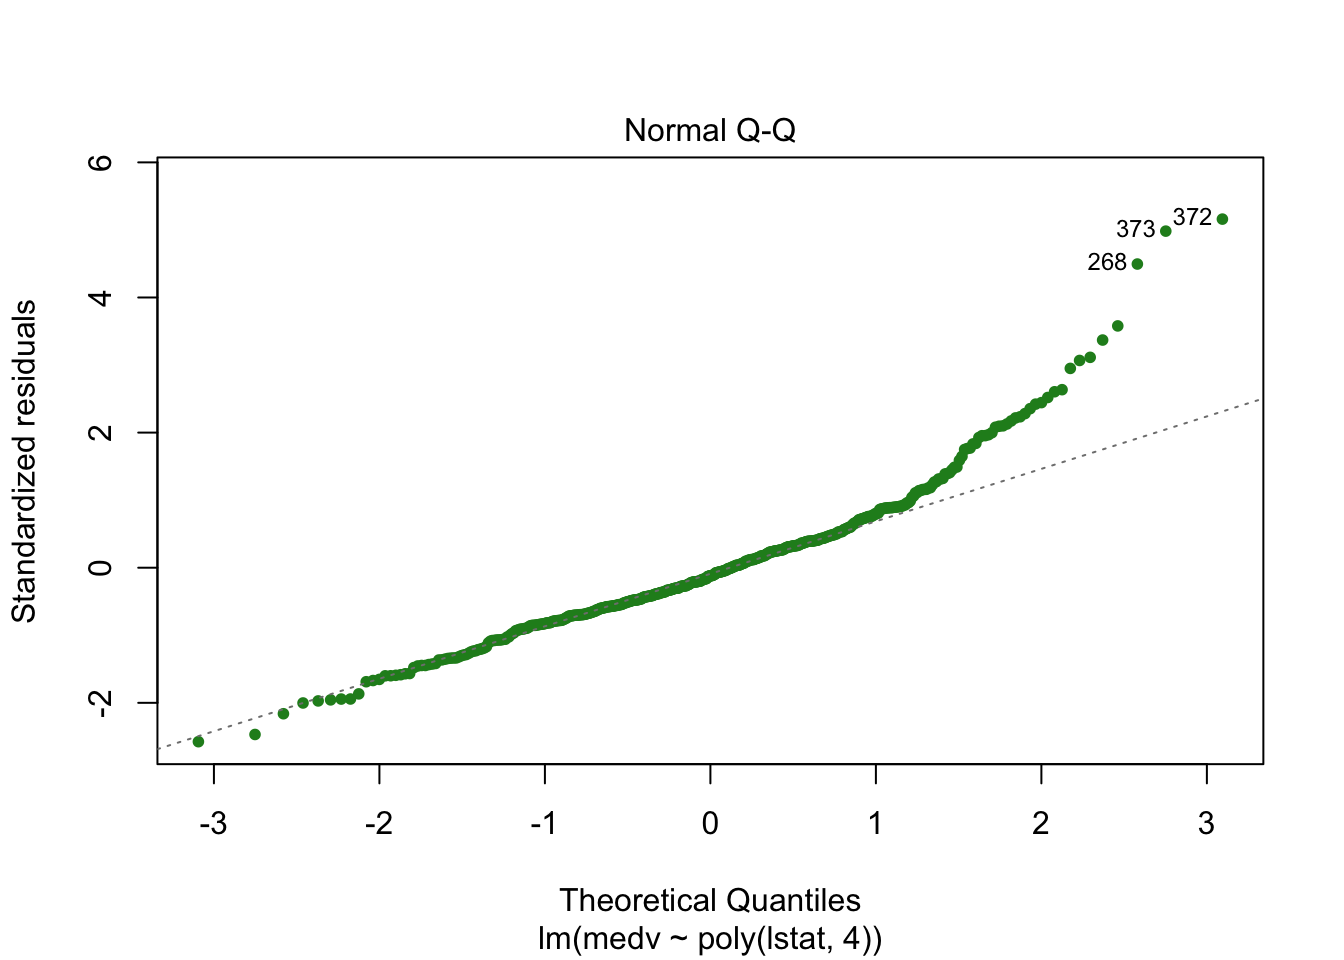 Normal Q-Q
6
4
2
0
-2
Standardized residuals
372
373
268
-3 -2 -1 0 1 2 3
Theoretical Quantiles
lm(medv ~ poly(lstat, 4))